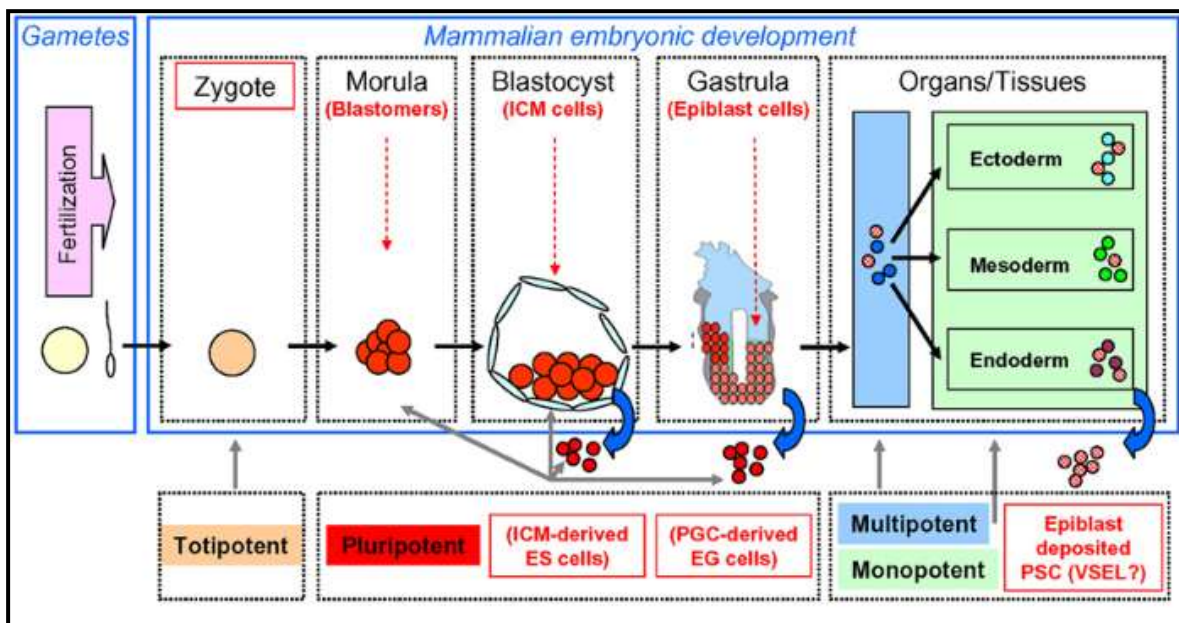 Gametes
Mammalian embryonic development
Fertilization
Zygote
Morula
(Blastomers)
Blastocyst
(ICM cells)
Gastrula
(Epiblast cells)
Organs/Tissues
Ectoderm
Mesoderm
Endoderm
Totipotent
Pluripotent
(ICM-derived
ES cells)
(PGC-derived
EG cells)
Multipotent
Monopotent
Epiblast
deposited
PSC (VSEL?)